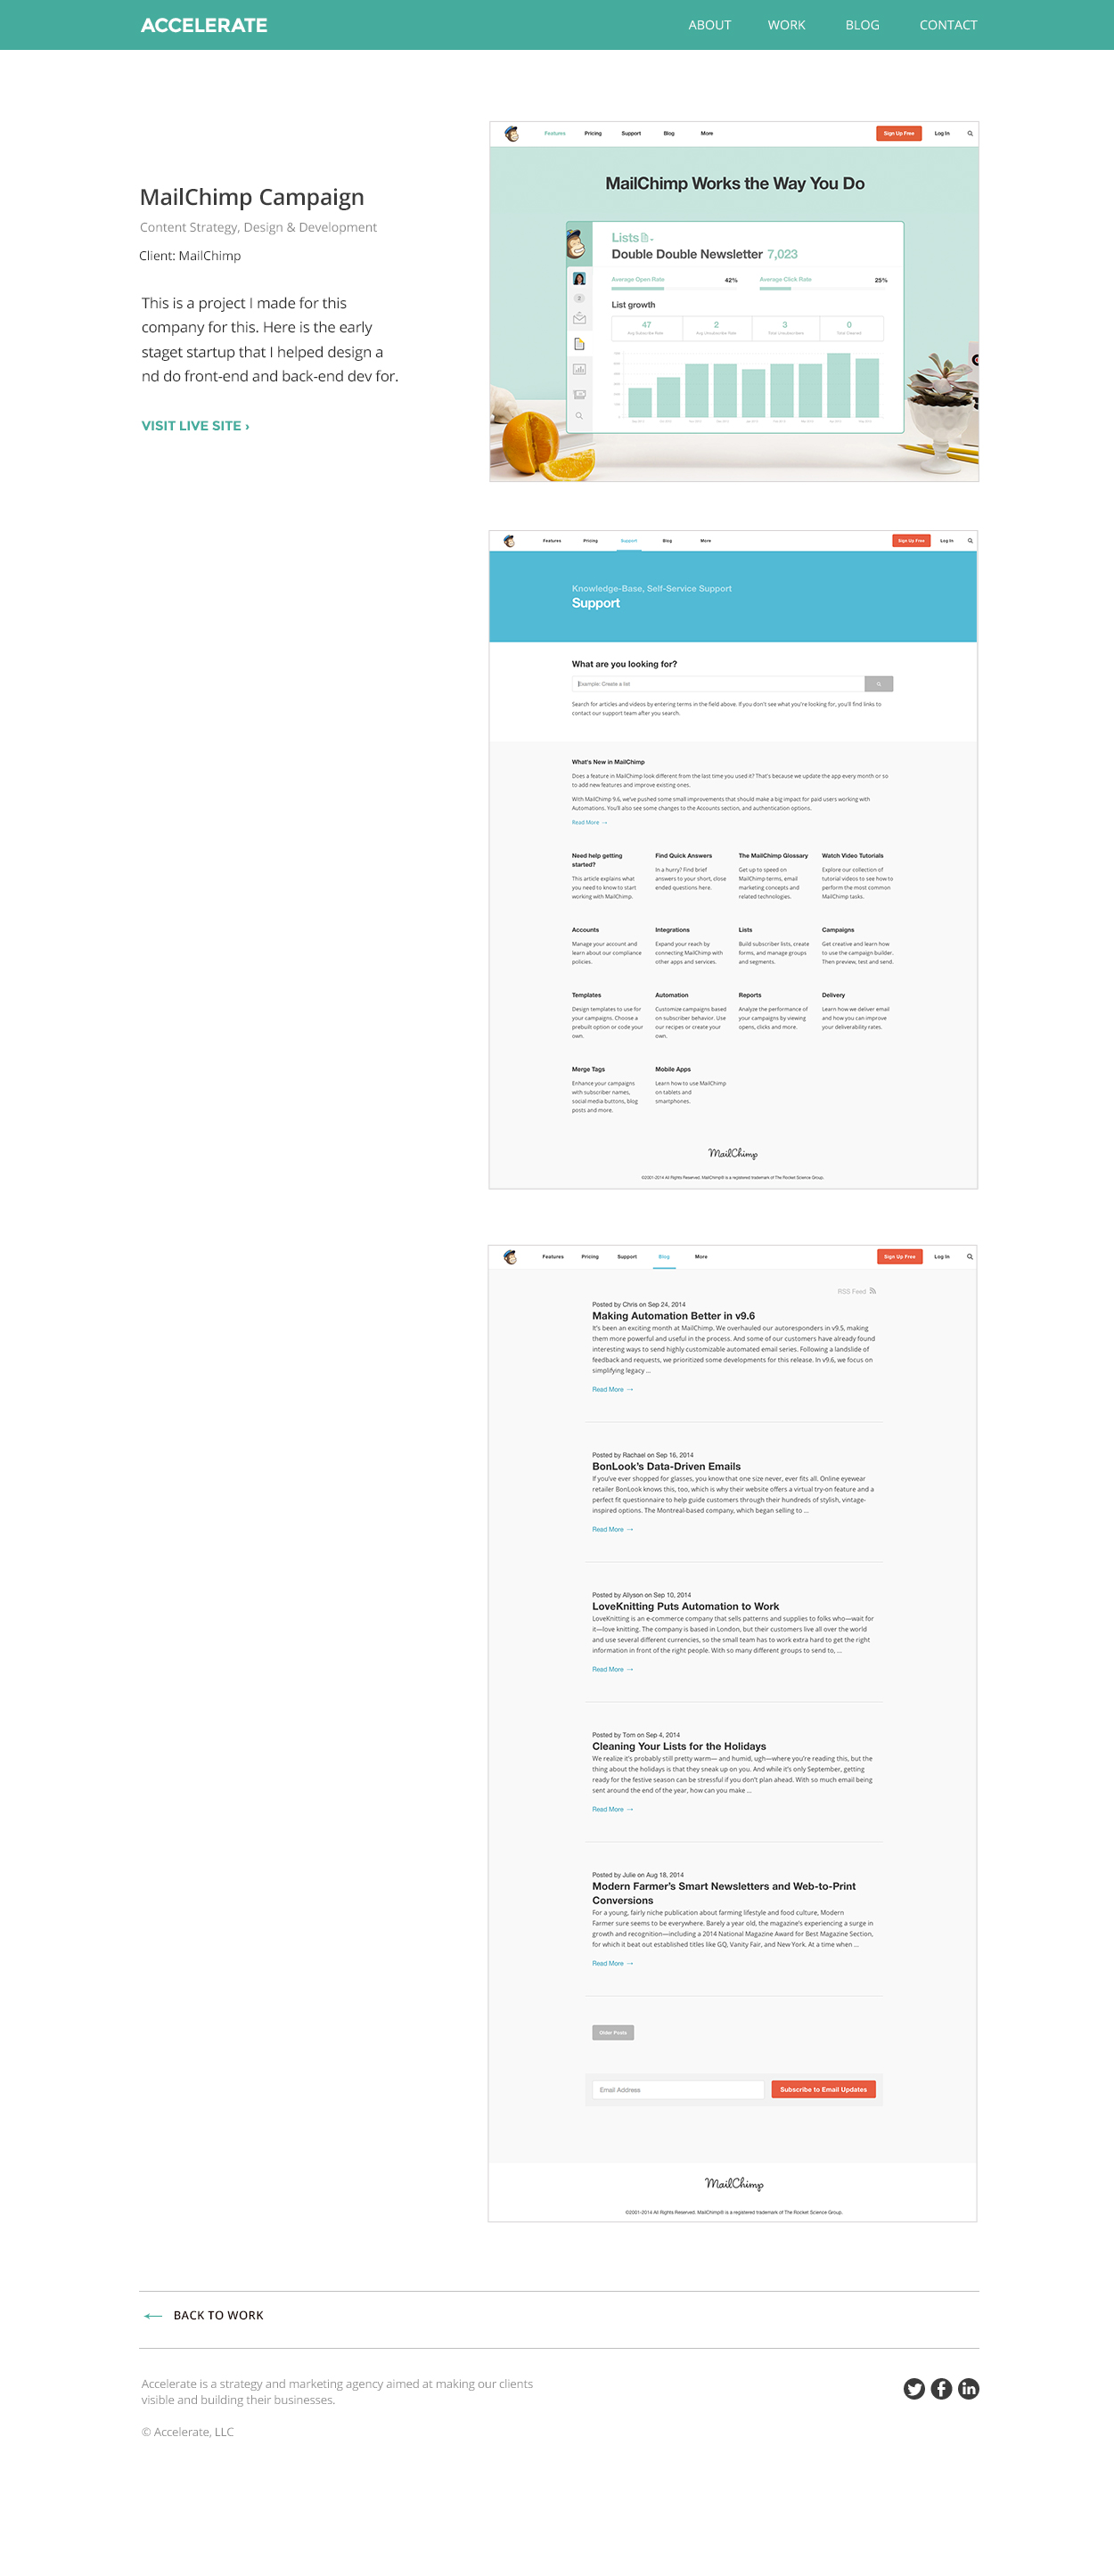 ACCELERATE
ABOUT WORK BLOG CONTACT
MailChimp Campaign
Content Strategy, Design & Development
Client: MailChimp
This is a project I made for this
company for this. Here is the early
staget startup that I helped design a
nd do front-end and back-end dev for.
VISIT LIVE SITE ›
Features Pricing Support Blog More Sign Up Free Log In
MailChimp Works the Way You Do
Lists
Double Double Newsletter 7,023
Average Open Rate 42% Average Click Rate 25%
List growth
47 2 3 0
Avg Subscribe Rate Avg Unsubscribe Rate Total Unsubscribed Total Cleaned
Features Pricing Support Blog More Sign Up Free Log In
Knowledge-Base, Self-Service Support
Support
What are you looking for?
Example: Create a list
Search for articles and videos by entering terms in the field above. If you don't see what you're looking for, you'll find links to
contact our support team after you search.
What's New in MailChimp
Does a feature in MailChimp look different from the last time you used it? That's because we update the app every month or so
to add new features and improve existing ones.
With MailChimp 9.6, we've pushed some small improvements that should make a big impact for paid users working with
Automations. You'll also see some changes to the Accounts section, and authentication options.
Read More →
Need help getting
started?
This article explains what
you need to know to start
working with MailChimp.
Find Quick Answers
In a hurry? Find brief
answers to your short, close
ended questions here.
The MailChimp Glossary
Get up to speed on
MailChimp terms, email
marketing concepts and
related technologies.
Watch Video Tutorials
Explore our collection of
tutorial videos to see how to
perform the most common
MailChimp tasks.
Accounts
Manage your account and
learn about our compliance
policies.
Integrations
Expand your reach by
connecting MailChimp with
other apps and services.
Lists
Build subscriber lists, create
forms, and manage groups
and segments.
Campaigns
Get creative and learn how
to use the campaign builder.
Then preview, test and send.
Templates
Design templates to use for
your campaigns. Choose a
prebuilt option or code your
own.
Automation
Customize campaigns based
on subscriber behavior. Use
our recipes or create your
own.
Reports
Analyze the performance of
your campaigns by viewing
opens, clicks and more.
Delivery
Learn how we deliver email
and how you can improve
your deliverability rates.
Merge Tags
Enhance your campaigns
with subscriber names,
social media buttons, blog
posts and more.
Mobile Apps
Learn how to use MailChimp
on tablets and
smartphones.
MailChimp
©2001-2014 All Rights Reserved. MailChimp® is a registered trademark of The Rocket Science Group.
Features Pricing Support Blog More Sign Up Free Log In
RSS Feed
Posted by Chris on Sep 24, 2014
Making Automation Better in v9.6
It's been an exciting month at MailChimp. We overhauled our autoresponders in v9.5, making
them more powerful and useful in the process. And some of our customers have already found
interesting ways to send highly customizable automated email series. Following a landslide of
feedback and requests, we prioritized some developments for this release. In v9.6, we focus on
simplifying legacy ...
Read More →
Posted by Rachael on Sep 16, 2014
BonLook's Data-Driven Emails
If you've ever shopped for glasses, you know that one size never, ever fits all. Online eyewear
retailer BonLook knows this, too, which is why their website offers a virtual try-on feature and a
perfect fit questionnaire to help guide customers through their hundreds of stylish, vintage-
inspired options. The Montreal-based company, which began selling to ...
Read More →
Posted by Allyson on Sep 10, 2014
LoveKnitting Puts Automation to Work
LoveKnitting is an e-commerce company that sells patterns and supplies to folks who—wait for
it—love knitting. The company is based in London, but their customers live all over the world
and use several different currencies, so the small team has to work extra hard to get the right
information in front of the right people. With so many different groups to send to, ...
Read More →
Posted by Tom on Sep 4, 2014
Cleaning Your Lists for the Holidays
We realize it's probably still pretty warm— and humid, ugh—where you're reading this, but the
thing about the holidays is that they sneak up on you. And while it's only September, getting
ready for the festive season can be stressful if you don't plan ahead. With so much email being
sent around the end of the year, how can you make ...
Read More →
Posted by Julie on Aug 18, 2014
Modern Farmer's Smart Newsletters and Web-to-Print
Conversions
For a young, fairly niche publication about farming lifestyle and food culture, Modern
Farmer sure seems to be everywhere. Barely a year old, the magazine's experiencing a surge in
growth and recognition—including a 2014 National Magazine Award for Best Magazine Section,
for which it beat out established titles like GQ, Vanity Fair, and New York. At a time when ...
Read More →
Older Posts
Email Address Subscribe to Email Updates
MailChimp
©2001-2014 All Rights Reserved. MailChimp® is a registered trademark of The Rocket Science Group.
← BACK TO WORK
Accelerate is a strategy and marketing agency aimed at making our clients
visible and building their businesses.
© Accelerate, LLC